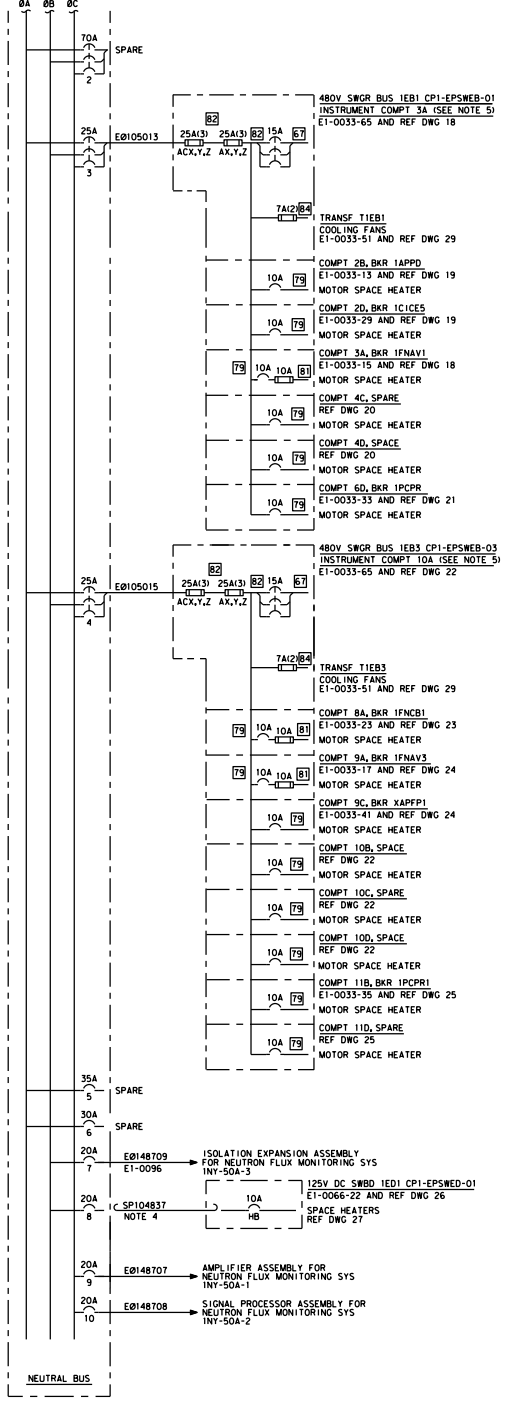 ØA ØB ØC
70A
SPARE
2
480V SWGR BUS 1EB1 CP1-EPSWEB-01
INSTRUMENT COMPT 3A (SEE NOTE 5)
E1-0033-65 AND REF DWG 18
82
25A
EØ105013
25A(3) 25A(3) 82 15A 67
ACX,Y,Z AX,Y,Z
3
7A(2) 84
TRANSF T1EB1
COOLING FANS
E1-0033-51 AND REF DWG 29
COMPT 2B, BKR 1APPD
E1-0033-13 AND REF DWG 19
10A 79
MOTOR SPACE HEATER
COMPT 2D, BKR 1CICE5
E1-0033-29 AND REF DWG 19
10A 79
MOTOR SPACE HEATER
COMPT 3A, BKR 1FNAV1
E1-0033-15 AND REF DWG 18
79 10A 10A 81
MOTOR SPACE HEATER
COMPT 4C, SPARE
REF DWG 20
10A 79
MOTOR SPACE HEATER
COMPT 4D, SPACE
REF DWG 20
10A 79
MOTOR SPACE HEATER
COMPT 6D, BKR 1PCPR
E1-0033-33 AND REF DWG 21
10A 79
MOTOR SPACE HEATER
480V SWGR BUS 1EB3 CP1-EPSWEB-03
INSTRUMENT COMPT 10A (SEE NOTE 5)
E1-0033-65 AND REF DWG 22
82
25A
EØ105015
25A(3) 25A(3) 82 15A 67
ACX,Y,Z AX,Y,Z
4
7A(2) 84
TRANSF T1EB3
COOLING FANS
E1-0033-51 AND REF DWG 29
COMPT 8A, BKR 1FNCB1
E1-0033-23 AND REF DWG 23
79 10A 10A 81
MOTOR SPACE HEATER
COMPT 9A, BKR 1FNAV3
E1-0033-17 AND REF DWG 24
79 10A 10A 81
MOTOR SPACE HEATER
COMPT 9C, BKR XAPFP1
E1-0033-41 AND REF DWG 24
10A 79
MOTOR SPACE HEATER
COMPT 10B, SPACE
REF DWG 22
10A 79
MOTOR SPACE HEATER
COMPT 10C, SPARE
REF DWG 22
10A 79
MOTOR SPACE HEATER
COMPT 10D, SPACE
REF DWG 22
10A 79
MOTOR SPACE HEATER
COMPT 11B, BKR 1PCPR1
E1-0033-35 AND REF DWG 25
10A 79
MOTOR SPACE HEATER
COMPT 11D, SPARE
REF DWG 25
10A 79
MOTOR SPACE HEATER
35A
SPARE
5
30A
SPARE
6
20A
EØ148709
7
E1-0096
ISOLATION EXPANSION ASSEMBLY
FOR NEUTRON FLUX MONITORING SYS
1NY-50A-3
125V DC SWBD 1ED1 CP1-EPSWED-01
E1-0066-22 AND REF DWG 26
20A
SP104837
8
NOTE 4
10A
HB
SPACE HEATERS
REF DWG 27
20A
EØ148707
9
AMPLIFIER ASSEMBLY FOR
NEUTRON FLUX MONITORING SYS
1NY-50A-1
20A
EØ148708
10
SIGNAL PROCESSOR ASSEMBLY FOR
NEUTRON FLUX MONITORING SYS
1NY-50A-2
NEUTRAL BUS